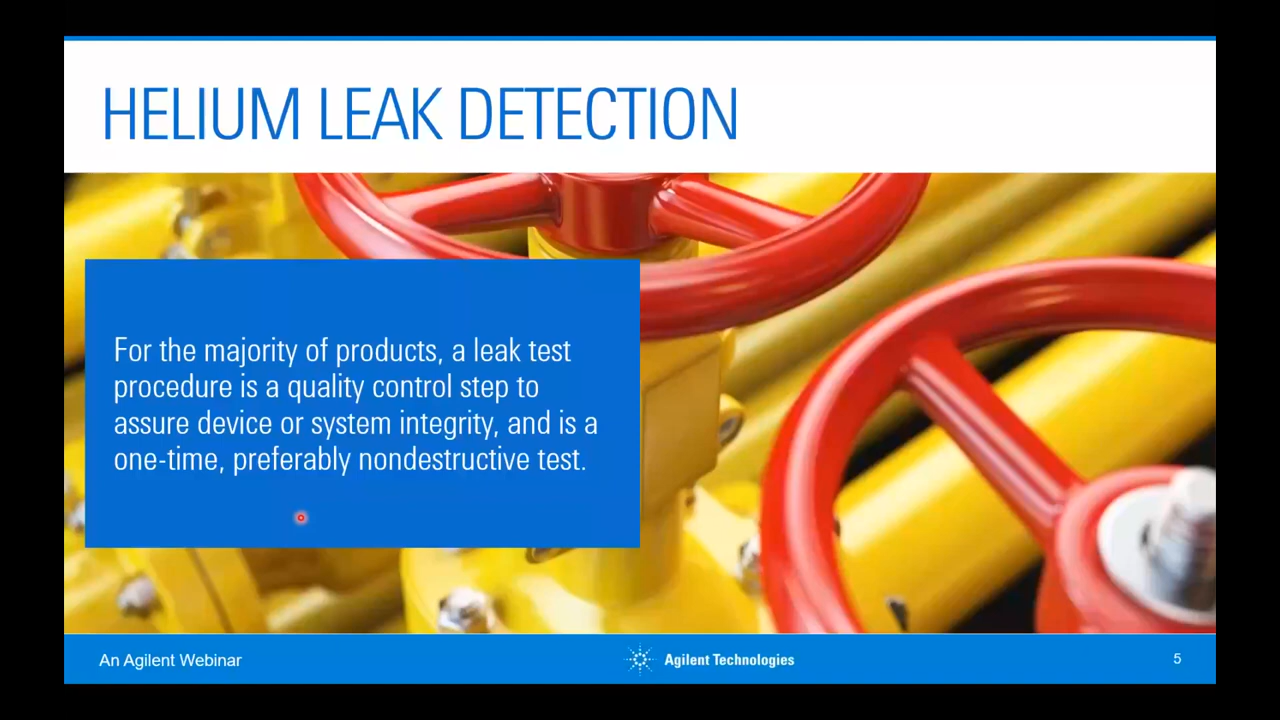 HELIUM LEAK DETECTION
For the majority of products, a leak test
procedure is a quality control step to
assure device or system integrity, and is a
one-time, preferably nondestructive test.
An Agilent Webinar
Agilent Technologies
5